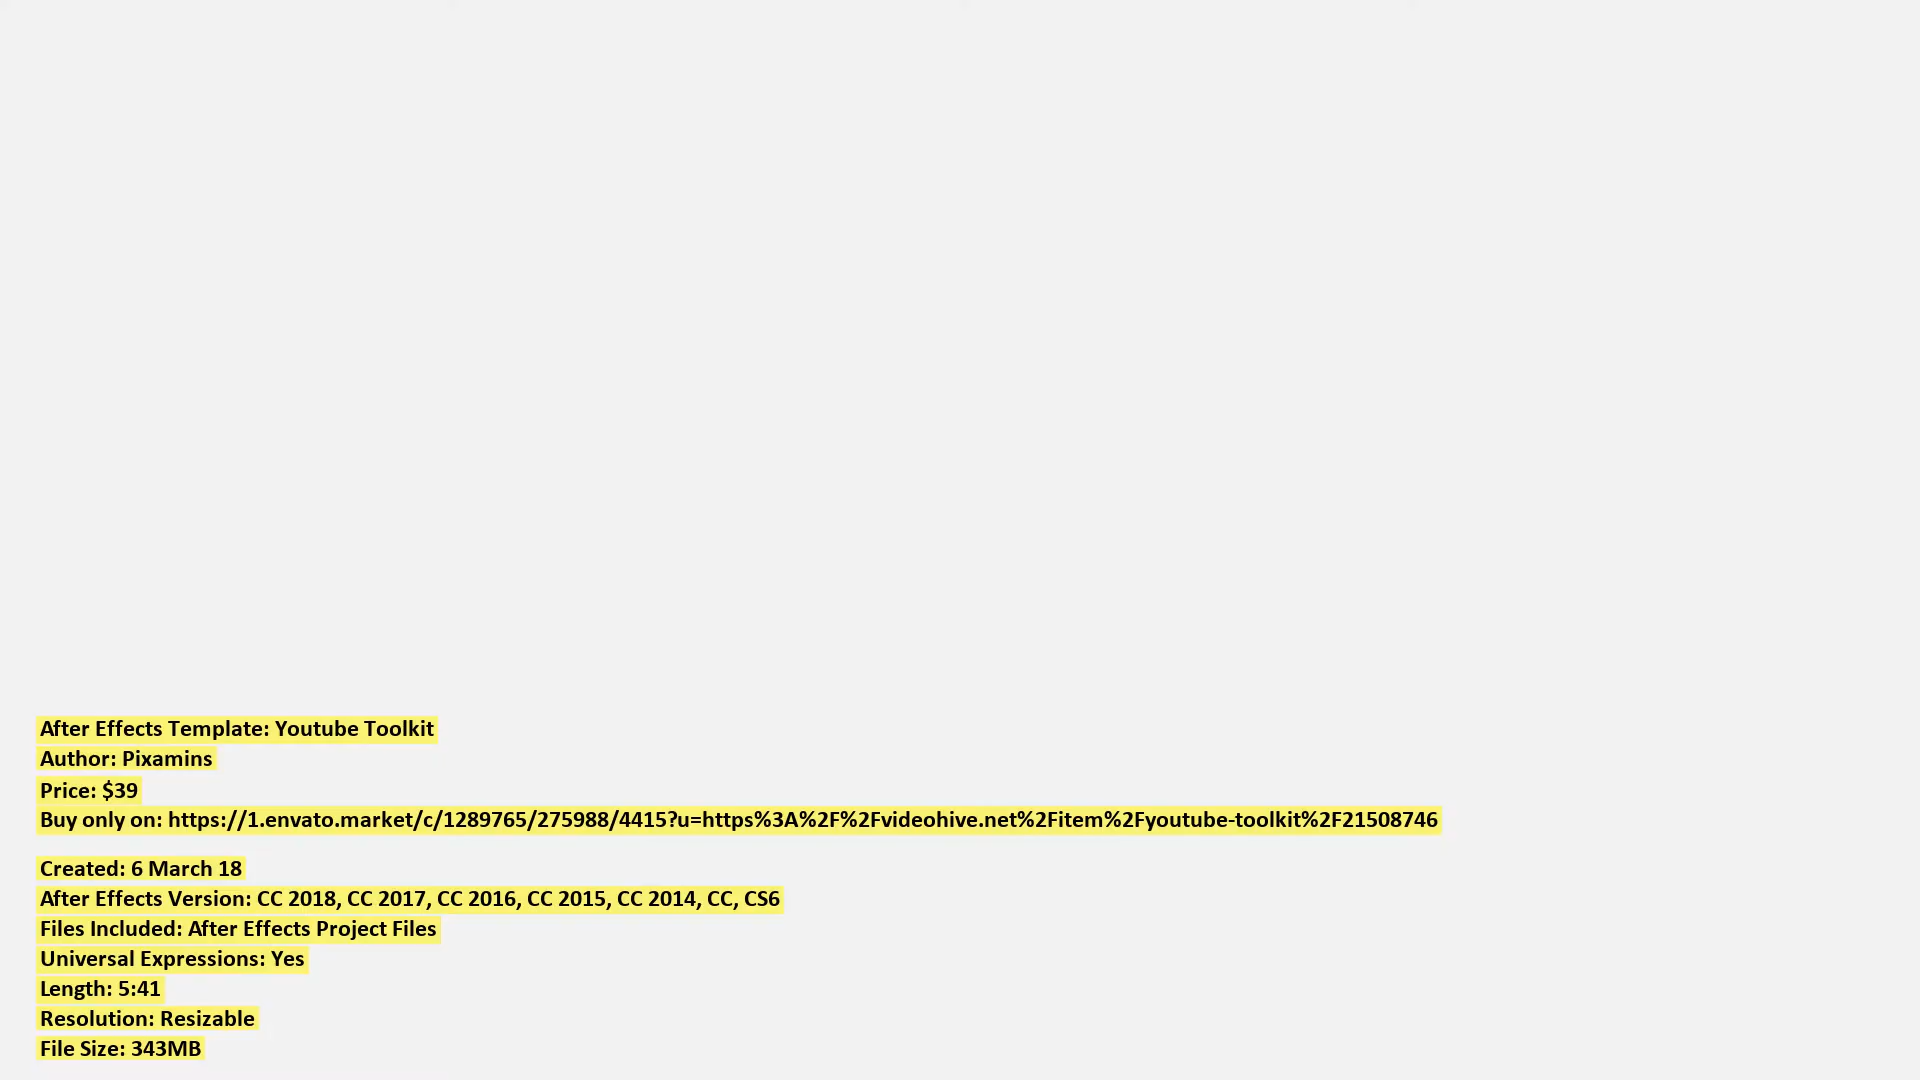 After Effects Template: Youtube Toolkit
Author: Pixamins
Price: $39
Buy only on: https://1.envato.market/c/1289765/275988/4415?u=https%3A%2F%2Fvideohive.net%2Fitem%2Fyoutube-toolkit%2F21508746
Created: 6 March 18
After Effects Version: CC 2018, CC 2017, CC 2016, CC 2015, CC 2014, CC, CS6
Files Included: After Effects Project Files
Universal Expressions: Yes
Length: 5:41
Resolution: Resizable
File Size: 343MB